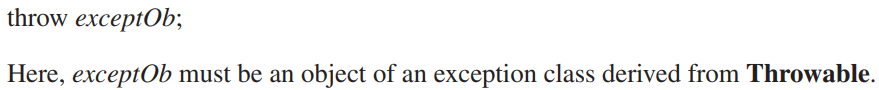 throw exceptOb;
Here, exceptOb must be an object of an exception class derived from Throwable.